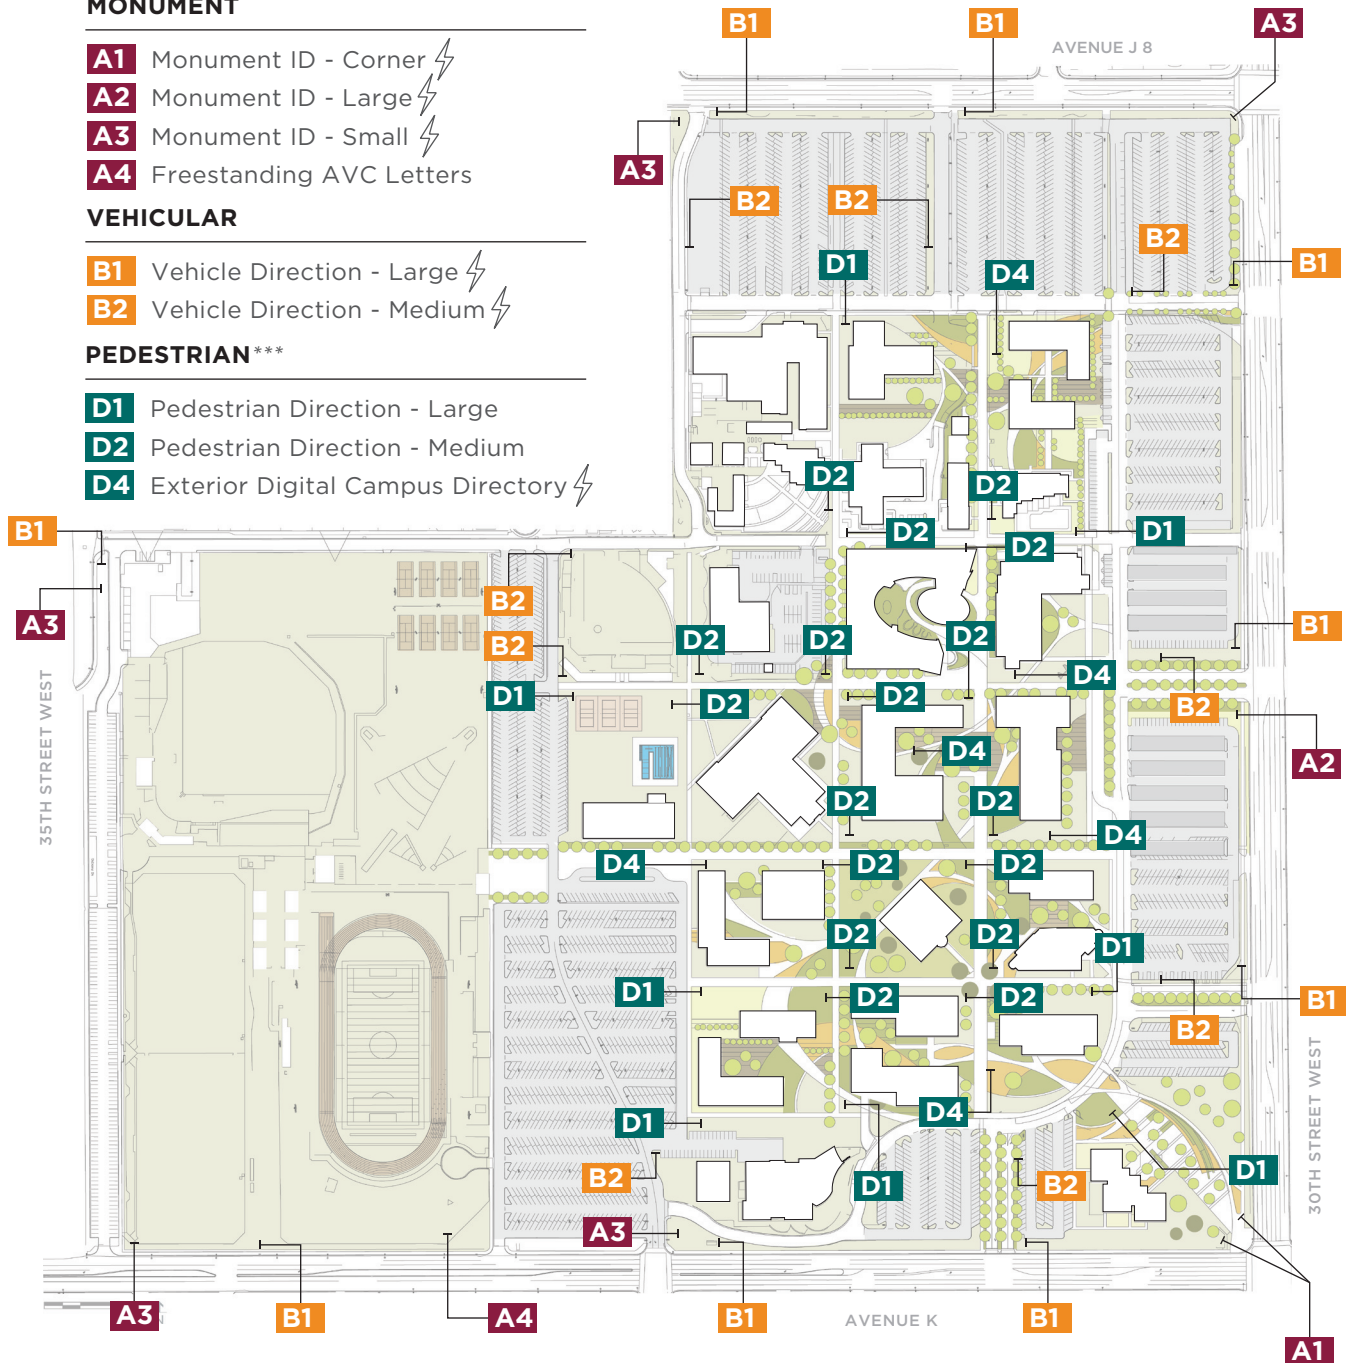 MONUMENT
A1 Monument ID - Corner
A2 Monument ID - Large
A3 Monument ID - Small
A4 Freestanding AVC Letters
VEHICULAR
B1 Vehicle Direction - Large
B2 Vehicle Direction - Medium
PEDESTRIAN***
D1 Pedestrian Direction - Large
D2 Pedestrian Direction - Medium
D4 Exterior Digital Campus Directory
B1 B1 A3
AVENUE J 8
A3
B2 B2
B2
D1 D4 B1
D2 D2
B1 D2 D2 D1
B2
A3 B2 D2 D2 D2 B1
D1 D2 D2 D4 B2
D4 A2
35TH STREET WEST
D2 D2 D4
D4 D2 D2
D2 D2 D1
D1 D2 D2 B1
B2
30TH STREET WEST
D1 D4
B2 D1 B2 D1
A3
A3 B1 A4 B1 B1
AVENUE K
A1